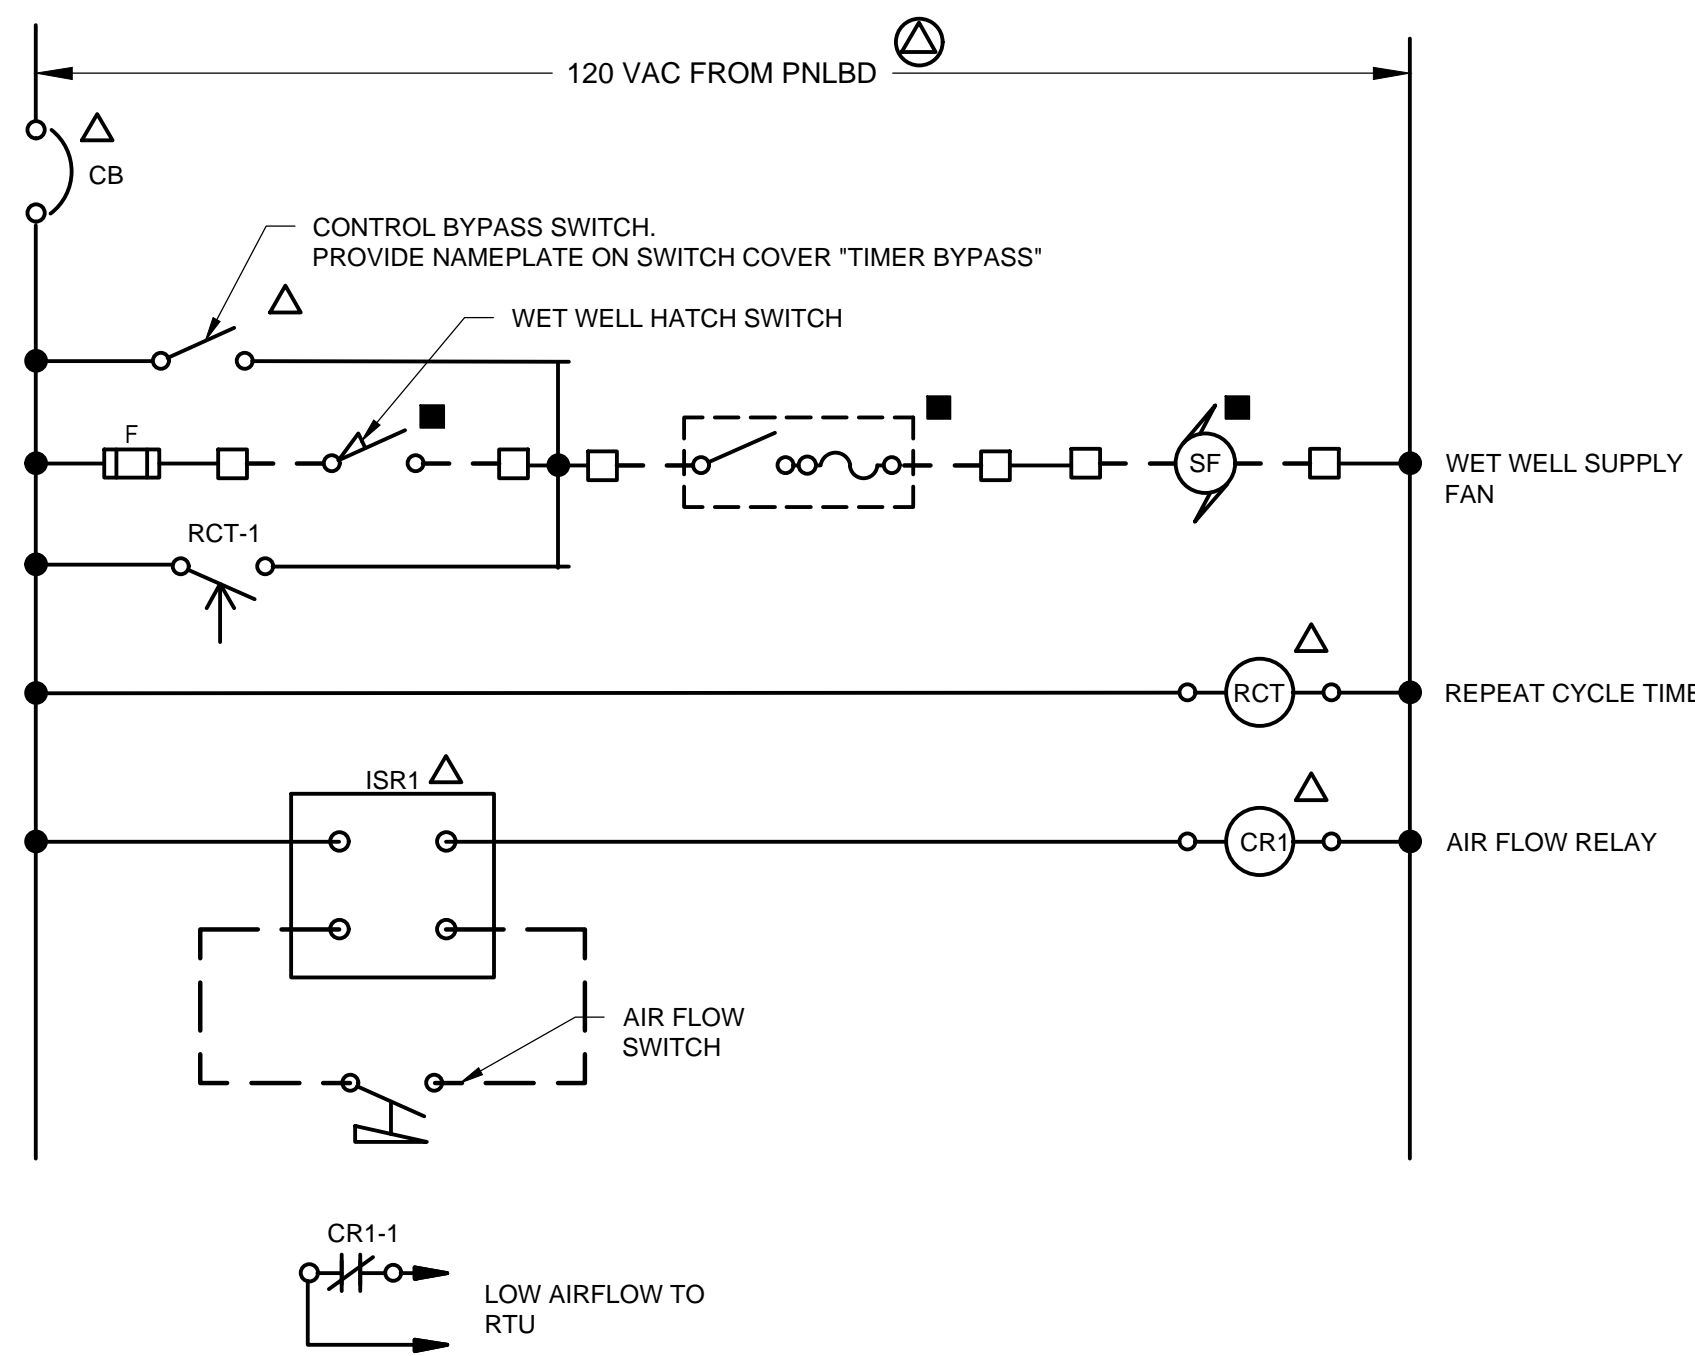 120 VAC FROM PNLBD
CB
CONTROL BYPASS SWITCH.
PROVIDE NAMEPLATE ON SWITCH COVER "TIMER BYPASS"
WET WELL HATCH SWITCH
F
SF
WET WELL SUPPLY
FAN
RCT-1
RCT
REPEAT CYCLE TIME
ISR1
CR1
AIR FLOW RELAY
AIR FLOW
SWITCH
CR1-1
LOW AIRFLOW TO
RTU